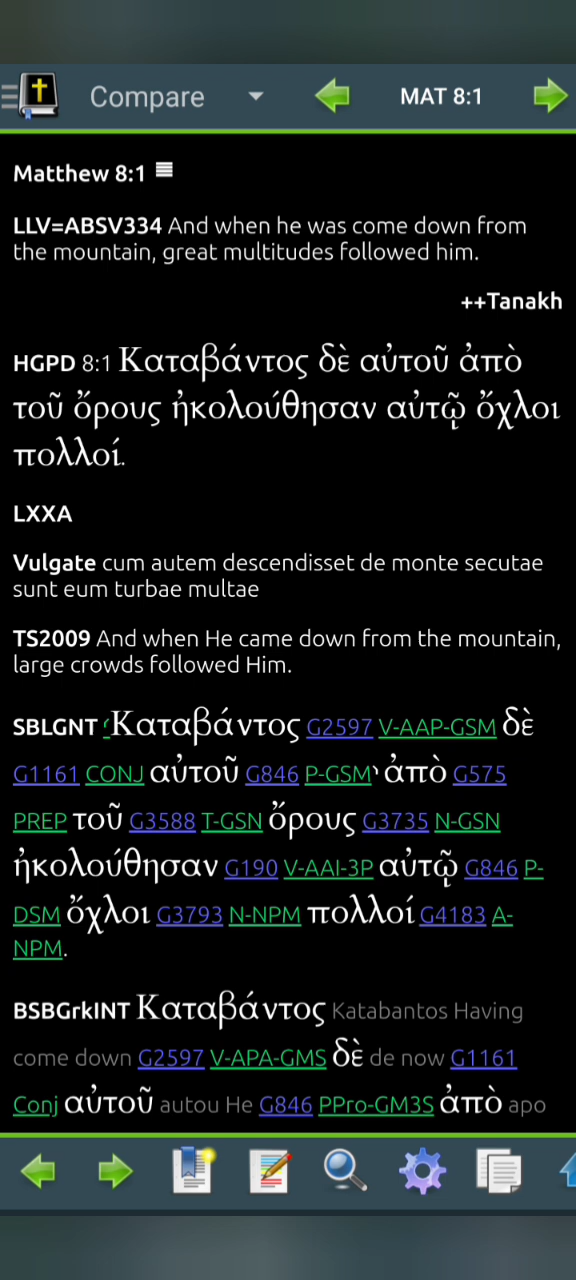 Compare
MAT 8:1
Matthew 8:1
LLV=ABSV334 And when he was come down from
the mountain, great multitudes followed him.
++Tanakh
HGPD 8:1 Καταβάντος δὲ αὐτοῦ ἀπὸ
τοῦ ὄρους ἠκολούθησαν αὐτῷ ὄχλοι
πολλοί.
LXXA
Vulgate cum autem descendisset de monte secutae
sunt eum turbae multae
TS2009 And when He came down from the mountain,
large crowds followed Him.
SBLGNT ⸂Καταβάντος G2597 V-AAP-GSM δὲ
G1161 CONJ αὐτοῦ G846 P-GSM⸃ ἀπὸ G575
PREP τοῦ G3588 T-GSN ὄρους G3735 N-GSN
ἠκολούθησαν G190 V-AAI-3P αὐτῷ G846 P-
DSM ὄχλοι G3793 N-NPM πολλοί G4183 A-
NPM.
BSBGrkINT Καταβάντος Katabantos Having
come down G2597 V-APA-GMS δὲ de now G1161
Conj αὐτοῦ autou He G846 PPro-GM3S ἀπὸ apo